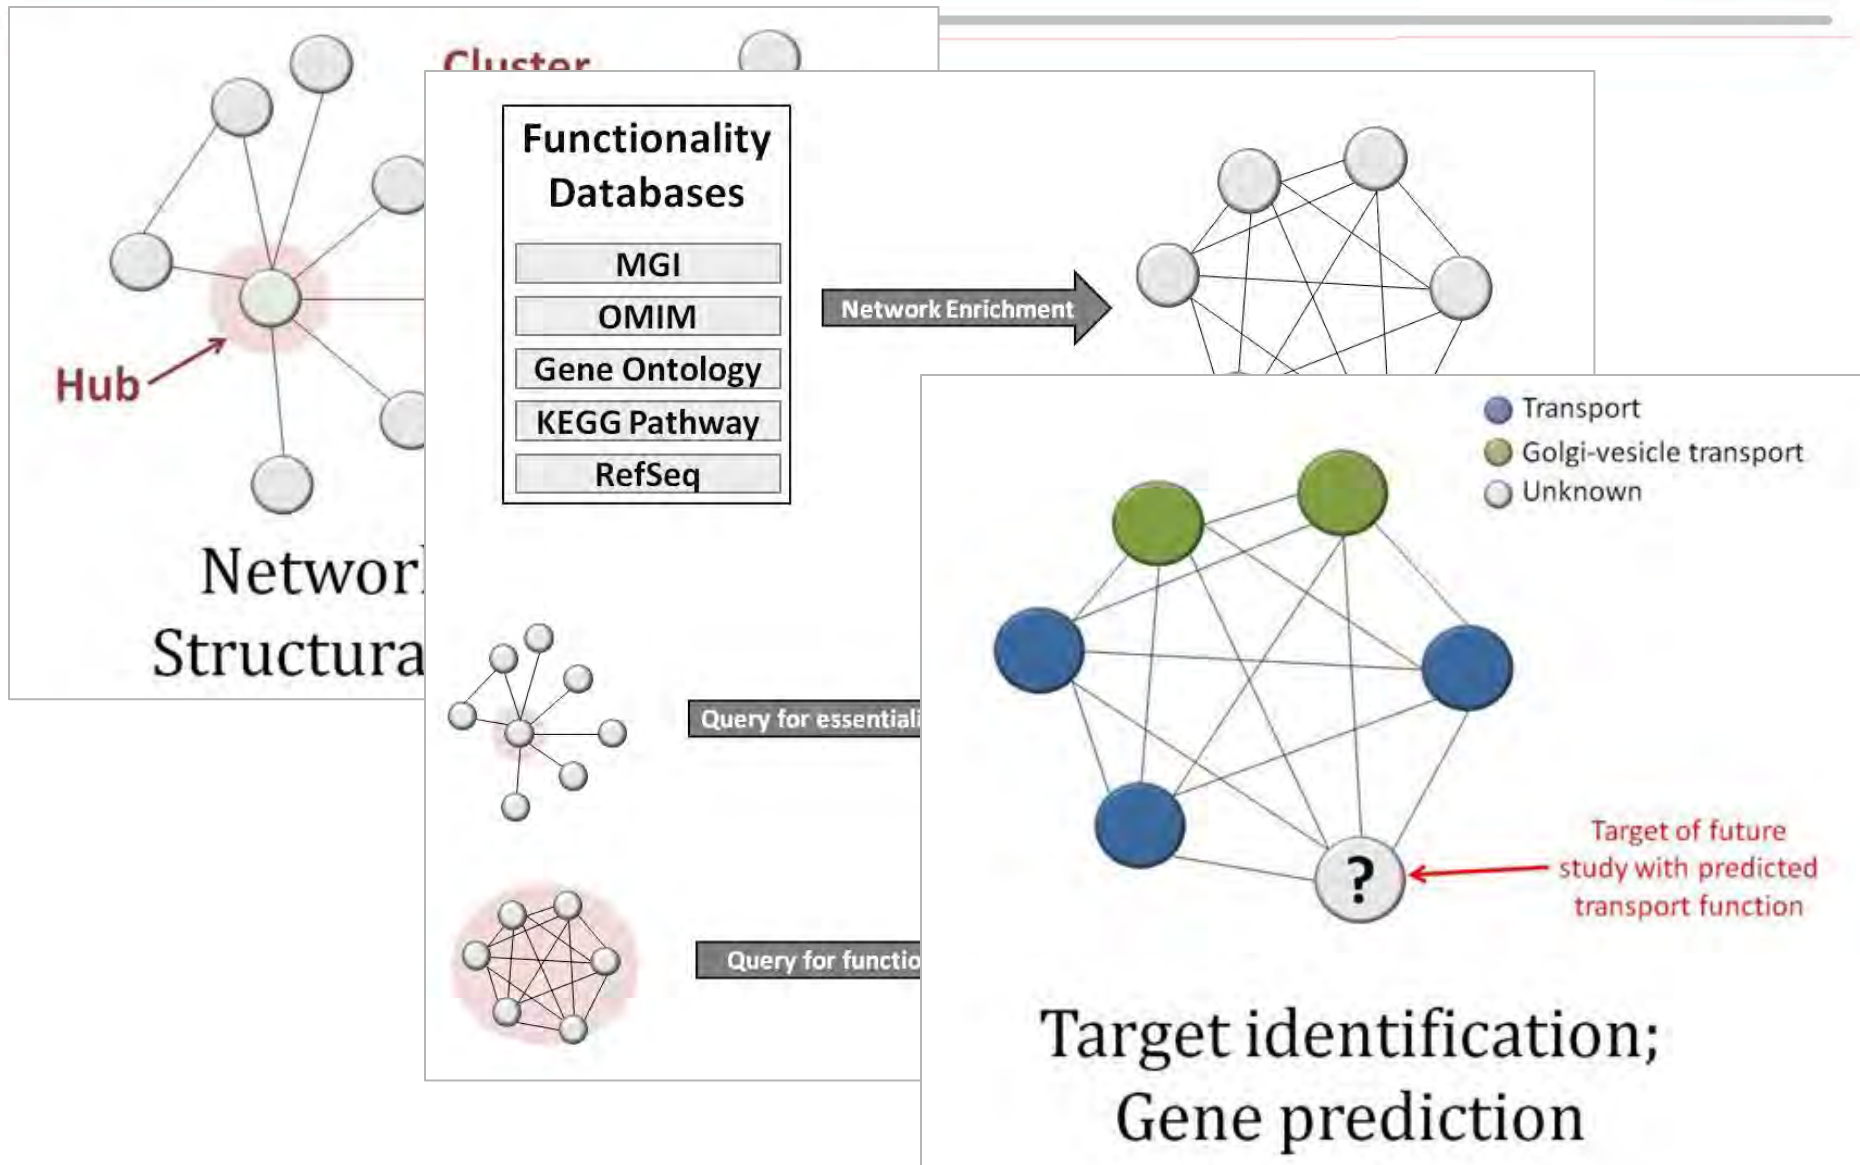 Cluster
Hub
Structura
Functionality
Databases
MGI
OMIM
Gene Ontology
KEGG Pathway
RefSeq
Network Enrichment
Query for essentiali
Query for functio
Transport
Golgi-vesicle transport
Unknown
?
Target of future
study with predicted
transport function
Target identification;
Gene prediction